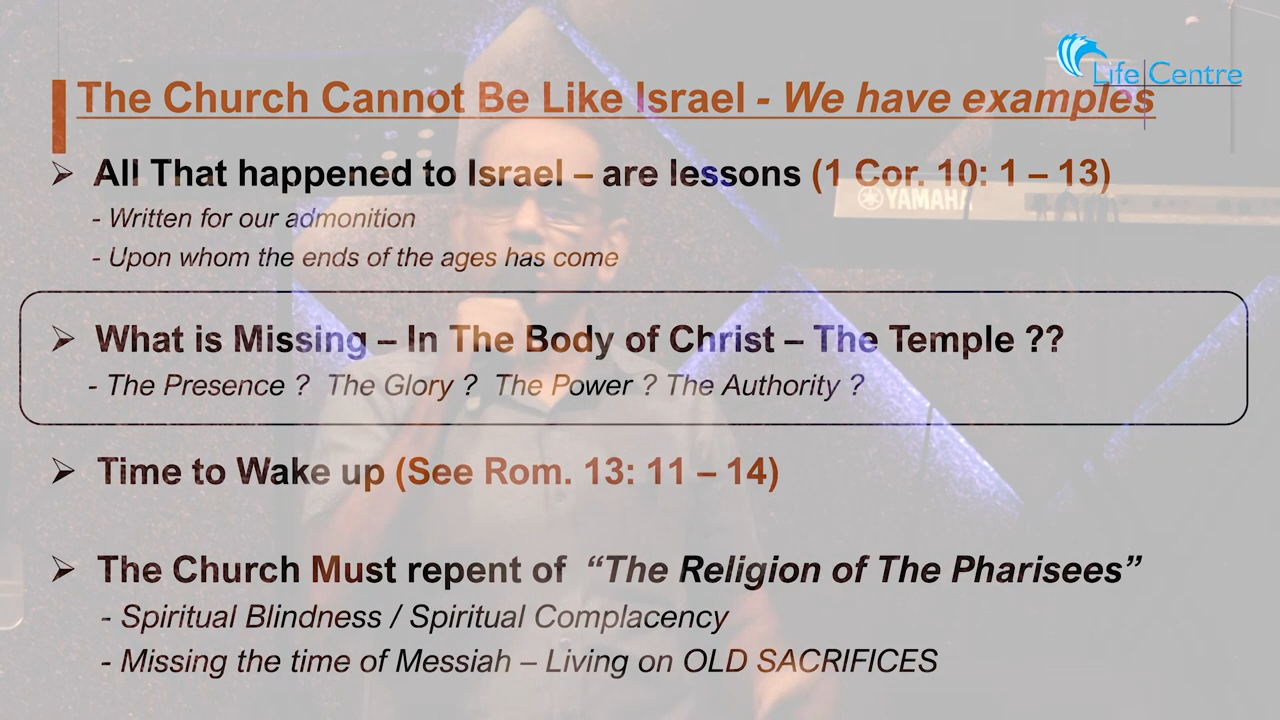 Life Centre
The Church Cannot Be Like Israel - We have examples
➢ All That happened to Israel – are lessons (1 Cor. 10: 1 – 13)
- Written for our admonition
- Upon whom the ends of the ages has come
YAMAHA
➢ What is Missing – In The Body of Christ – The Temple ??
- The Presence ? The Glory ? The Power ? The Authority ?
➢ Time to Wake up (See Rom. 13: 11 – 14)
➢ The Church Must repent of “The Religion of The Pharisees”
- Spiritual Blindness / Spiritual Complacency
- Missing the time of Messiah – Living on OLD SACRIFICES